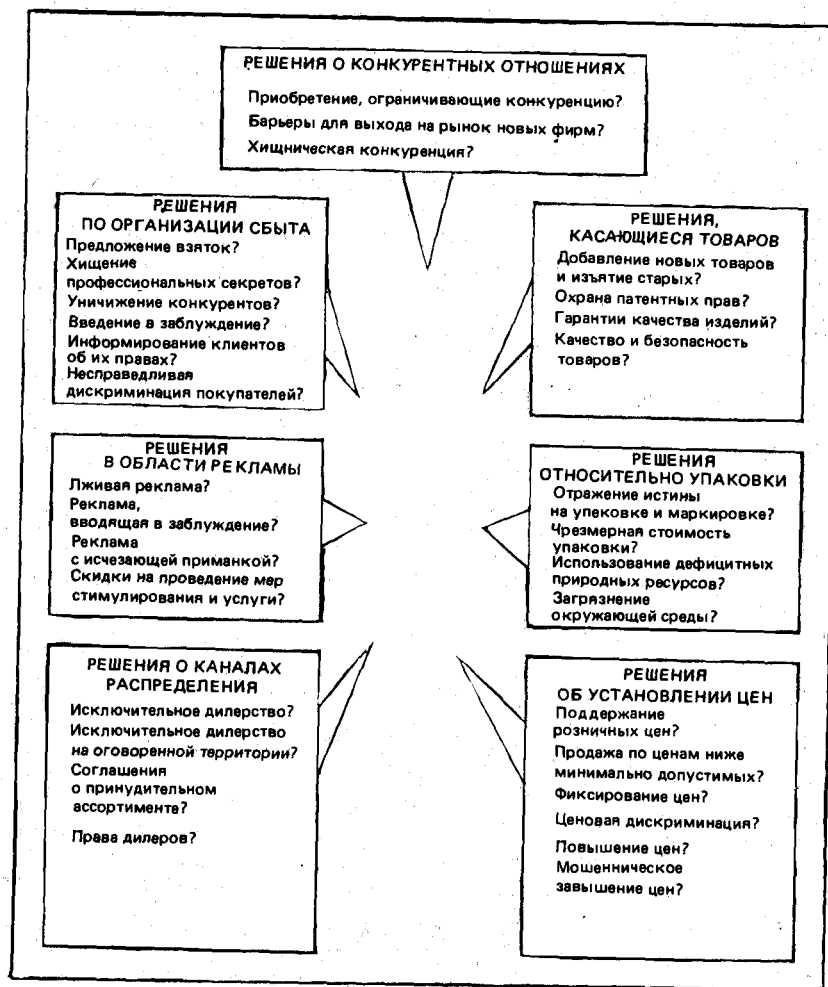 РЕШЕНИЯ О КОНКУРЕНТНЫХ ОТНОШЕНИЯХ
Приобретение, ограничивающие конкуренцию?
Барьеры для выхода на рынок новых фирм?
Хищническая конкуренция?
РЕШЕНИЯ
ПО ОРГАНИЗАЦИИ СБЫТА
Предложение взяток?
Хищение
профессиональных секретов?
Уничижение конкурентов?
Введение в заблуждение?
Информирование клиентов
об их правах?
Несправедливая
дискриминация покупателей?
РЕШЕНИЯ,
КАСАЮЩИЕСЯ ТОВАРОВ
Добавление новых товаров
и изъятие старых?
Охрана патентных прав?
Гарантии качества изделий?
Качество и безопасность
товаров?
РЕШЕНИЯ
В ОБЛАСТИ РЕКЛАМЫ
Лживая реклама?
Реклама,
вводящая в заблуждение?
Реклама
с исчезающей приманкой?
Скидки на проведение мер
стимулирования и услуги?
РЕШЕНИЯ
ОТНОСИТЕЛЬНО УПАКОВКИ
Отражение истины
на упековке и маркировке?
Чрезмерная стоимость
упаковки?
Использование дефицитных
природных ресурсов?
Загрязнение
окружающей среды?
РЕШЕНИЯ О КАНАЛАХ
РАСПРЕДЕЛЕНИЯ
Исключительное дилерство?
Исключительное дилерство
на оговоренной территории?
Соглашения
о принудительном
ассортименте?
Права дилеров?
РЕШЕНИЯ
ОБ УСТАНОВЛЕНИИ ЦЕН
Поддержание
розничных цен?
Продажа по ценам ниже
минимально допустимых?
Фиксирование цен?
Ценовая дискриминация?
Повышение цен?
Мошенническое
завышение цен?